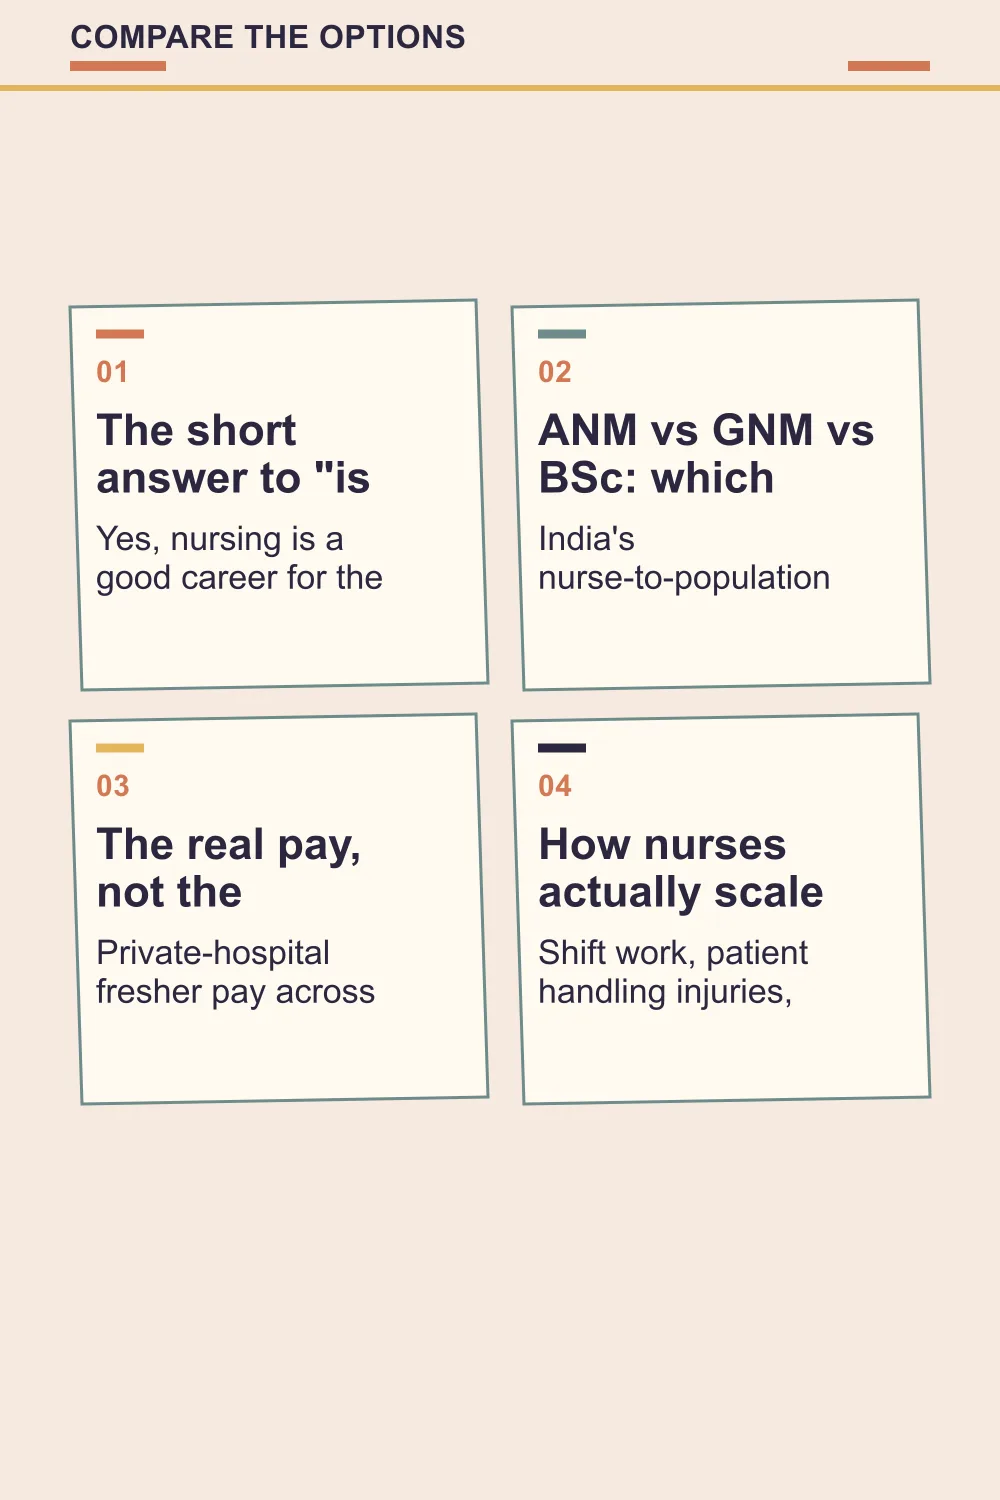 COMPARE THE OPTIONS
01
The short
answer to "is
Yes, nursing is a
good career for the
02
ANM vs GNM vs
BSc: which
India's
nurse-to-population
03
The real pay,
not the
Private-hospital
fresher pay across
04
How nurses
actually scale
Shift work, patient
handling injuries,